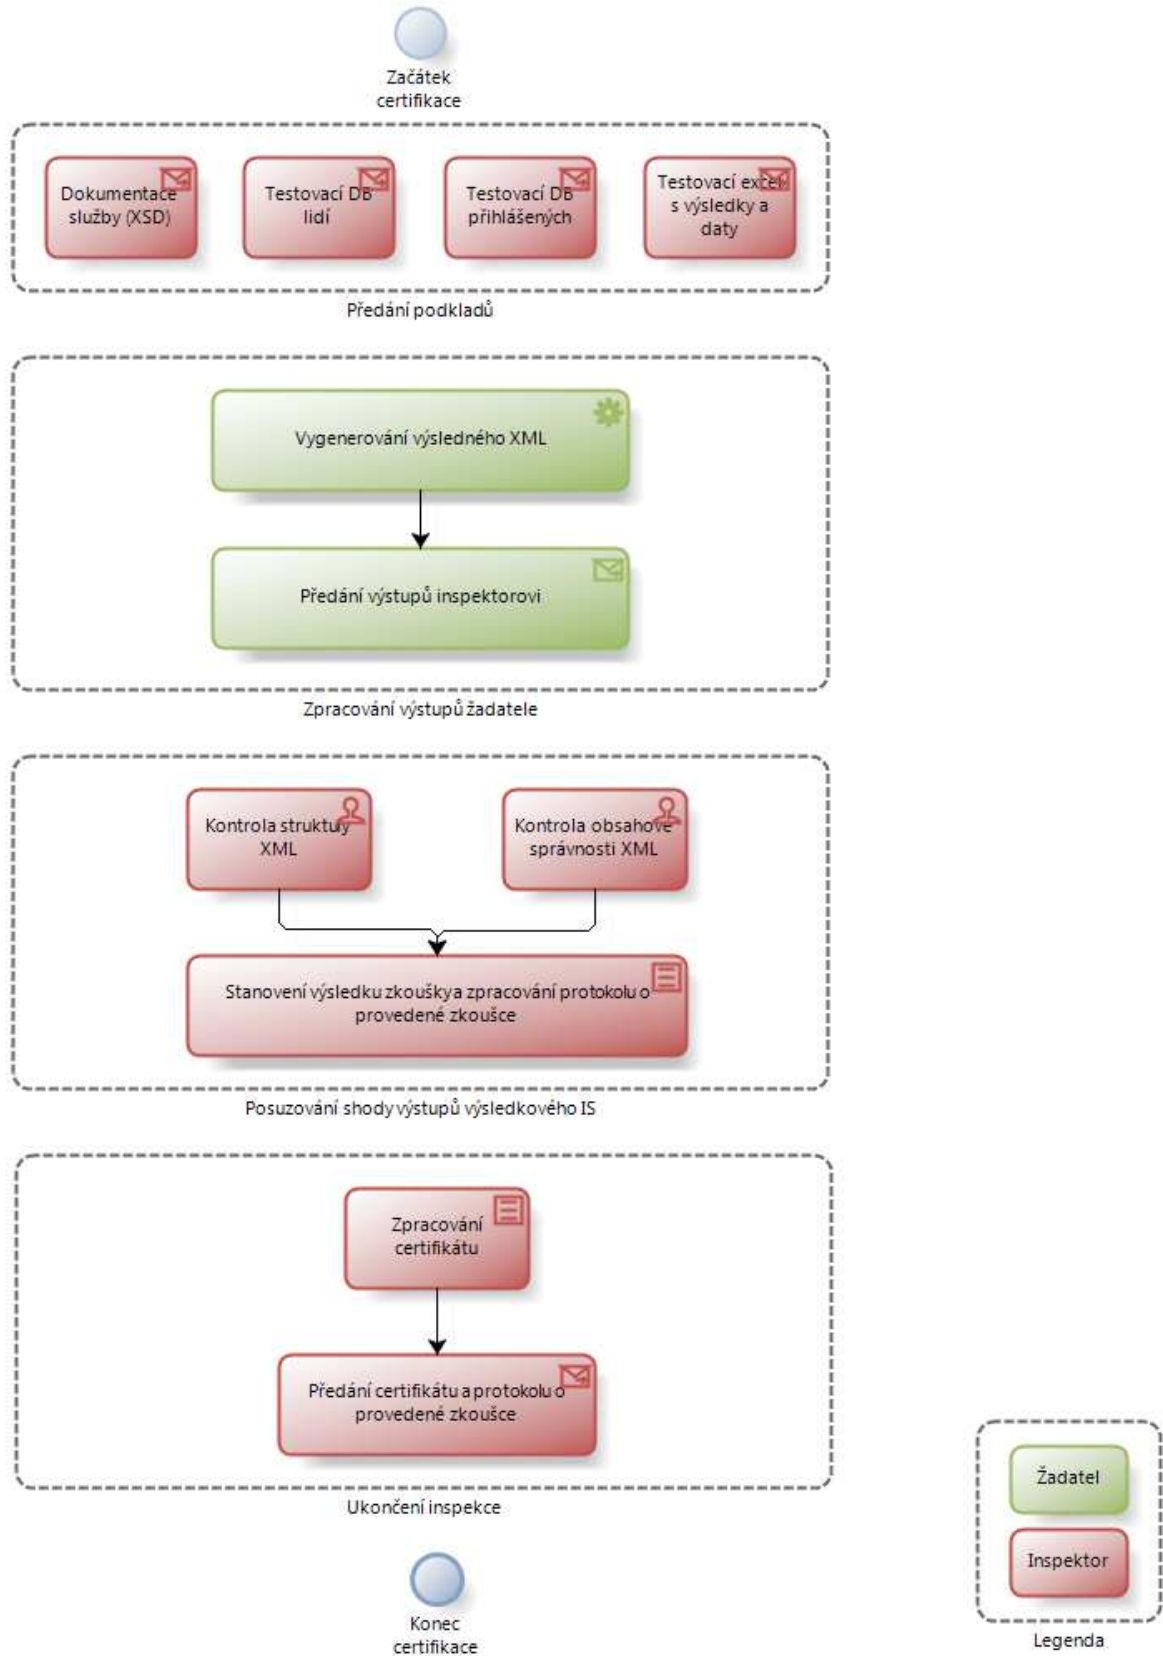 Začátek
certifikace
Dokumentace
služby (XSD)
Testovací DB
lidí
Testovací DB
přihlášených
Testovací excel
s výsledky a
daty
Předání podkladů
Vygenerování výsledného XML
Předání výstupů inspektorovi
Zpracování výstupů žadatele
Kontrola struktury
XML
Kontrola obsahové
správnosti XML
Stanovení výsledku zkoušky a zpracování protokolu o
provedené zkoušce
Posuzování shody výstupů výsledkového IS
Zpracování
certifikátu
Předání certifikátu a protokolu o
provedené zkoušce
Ukončení inspekce
Konec
certifikace
Žadatel
Inspektor
Legenda